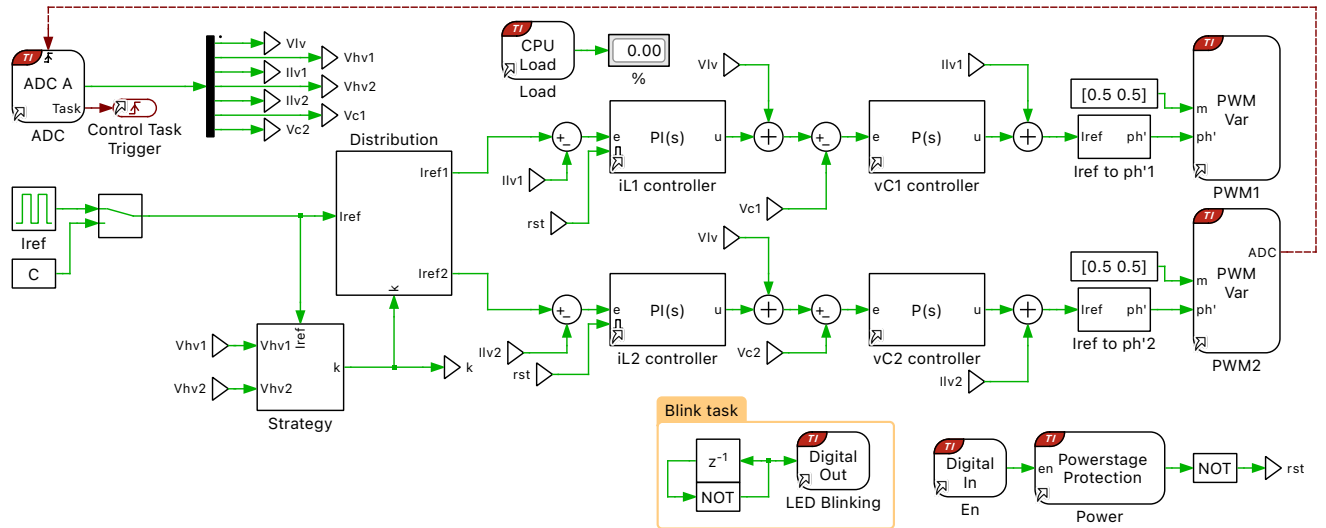 TI
ADC A
Task
ADC
Control Task
Trigger
Vlv
Vhv1
Ilv1
Vhv2
Ilv2
Vc1
Vc2
TI
CPU
Load
Load
0.00
%
Iref
C
Distribution
Iref
Iref1
Iref2
k
Iref
Vhv1
Vhv1
Vhv2
Vhv2
k
k
Strategy
+
−
Ilv1
rst
e
PI(s)
u
iL1 controller
Vlv
+
−
Vc1
e
P(s)
u
vC1 controller
Ilv1
[0.5 0.5]
Iref
ph'
Iref to ph'1
TI
PWM
Var
m
ph'
PWM1
+
−
Ilv2
rst
e
PI(s)
u
iL2 controller
Vlv
+
−
Vc2
e
P(s)
u
vC2 controller
Ilv2
[0.5 0.5]
Iref
ph'
Iref to ph'2
TI
PWM
Var
ADC
m
ph'
PWM2
Blink task
z-1
NOT
TI
Digital
Out
LED Blinking
TI
Digital
In
En
TI
en
Powerstage
Protection
Power
NOT
rst